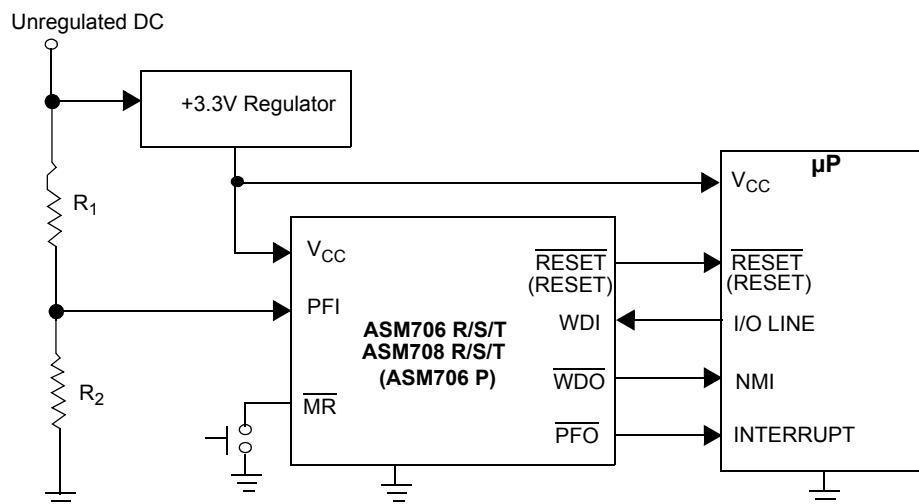 Unregulated DC
+3.3V Regulator
µP
VCC
R1
VCC
RESET
(RESET)
RESET
(RESET)
PFI
WDI
I/O LINE
ASM706 R/S/T
ASM708 R/S/T
(ASM706 P)
R2
MR
WDO
NMI
PFO
INTERRUPT